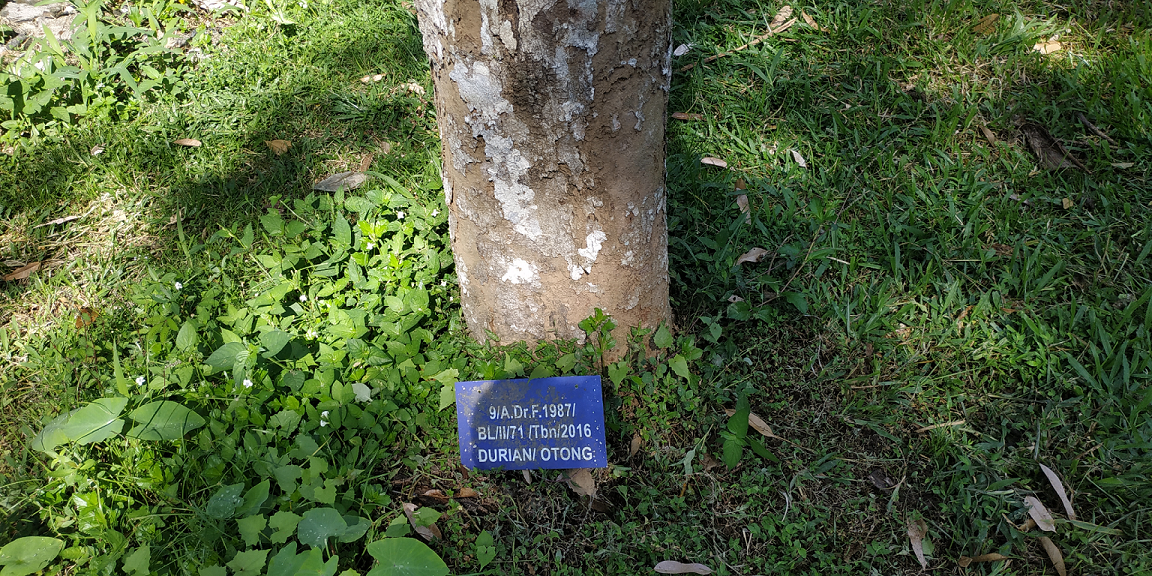 9/A.Dr.F.1987/
BL/II/71 /Tbn/2016
DURIAN/ OTONG